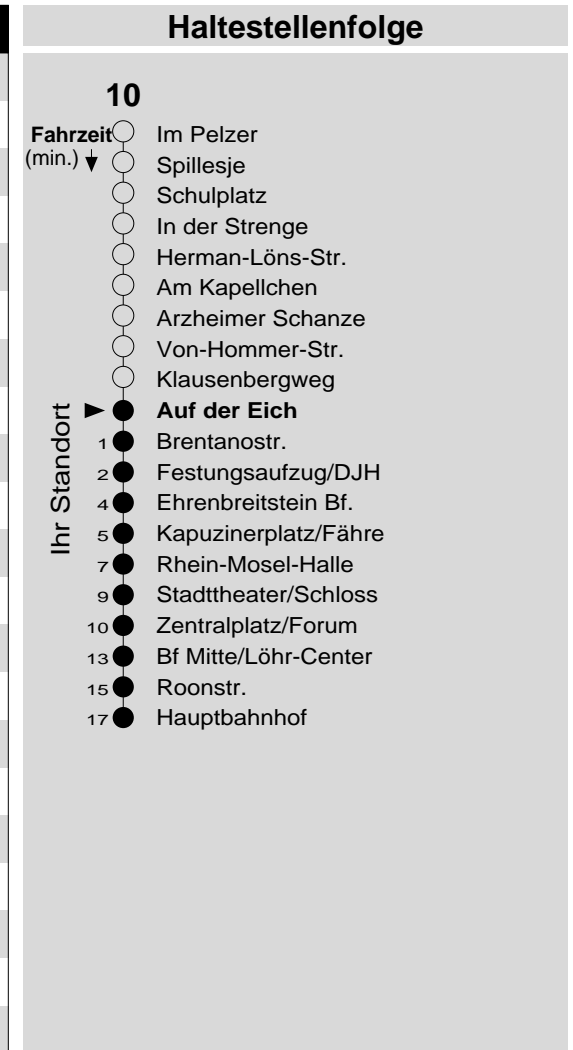 Haltestellenfolge
10
Fahrzeit
(min.)
Im Pelzer
Spillesje
Schulplatz
In der Strenge
Herman-Löns-Str.
Am Kapellchen
Arzheimer Schanze
Von-Hommer-Str.
Klausenbergweg
Ihr Standort
Auf der Eich
1 Brentanostr.
2 Festungsaufzug/DJH
4 Ehrenbreitstein Bf.
5 Kapuzinerplatz/Fähre
7 Rhein-Mosel-Halle
9 Stadttheater/Schloss
10 Zentralplatz/Forum
13 Bf Mitte/Löhr-Center
15 Roonstr.
17 Hauptbahnhof